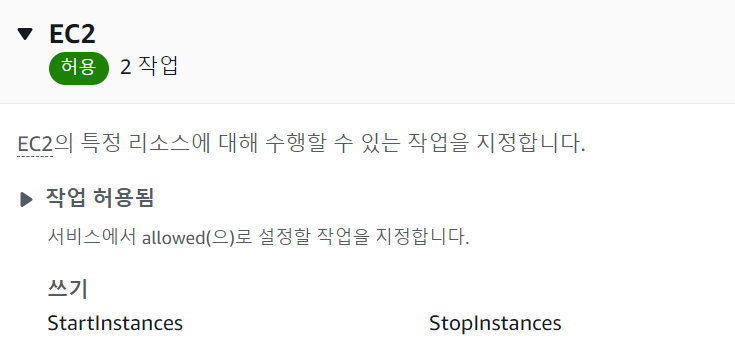 EC2
허용 2 작업
EC2의 특정 리소스에 대해 수행할 수 있는 작업을 지정합니다.
작업 허용됨
서비스에서 allowed(으)로 설정할 작업을 지정합니다.
쓰기
StartInstances StopInstances